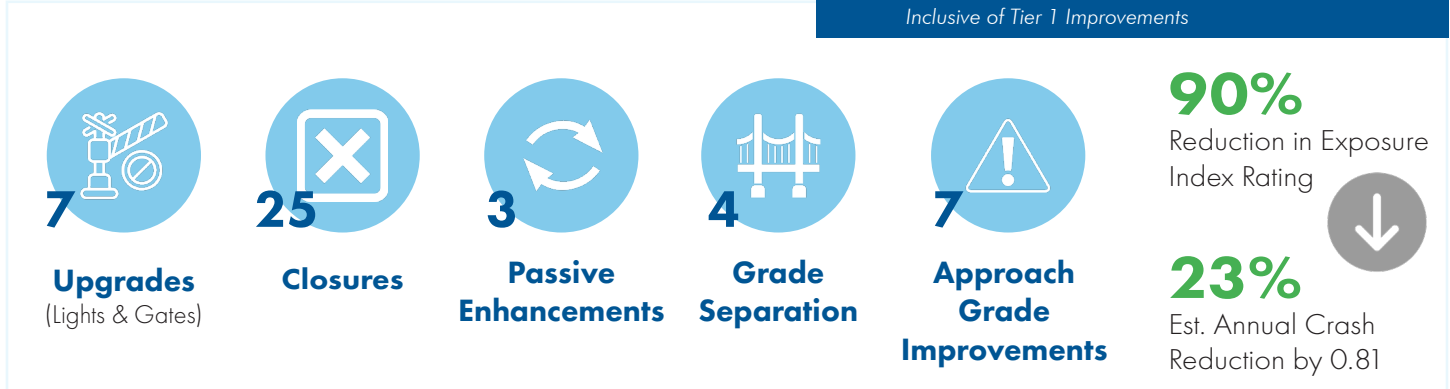 Inclusive of Tier 1 Improvements
7
Upgrades
(Lights & Gates)
25
Closures
3
Passive
Enhancements
4
Grade
Separation
7
Approach
Grade
Improvements
90%
Reduction in Exposure
Index Rating
23%
Est. Annual Crash
Reduction by 0.81